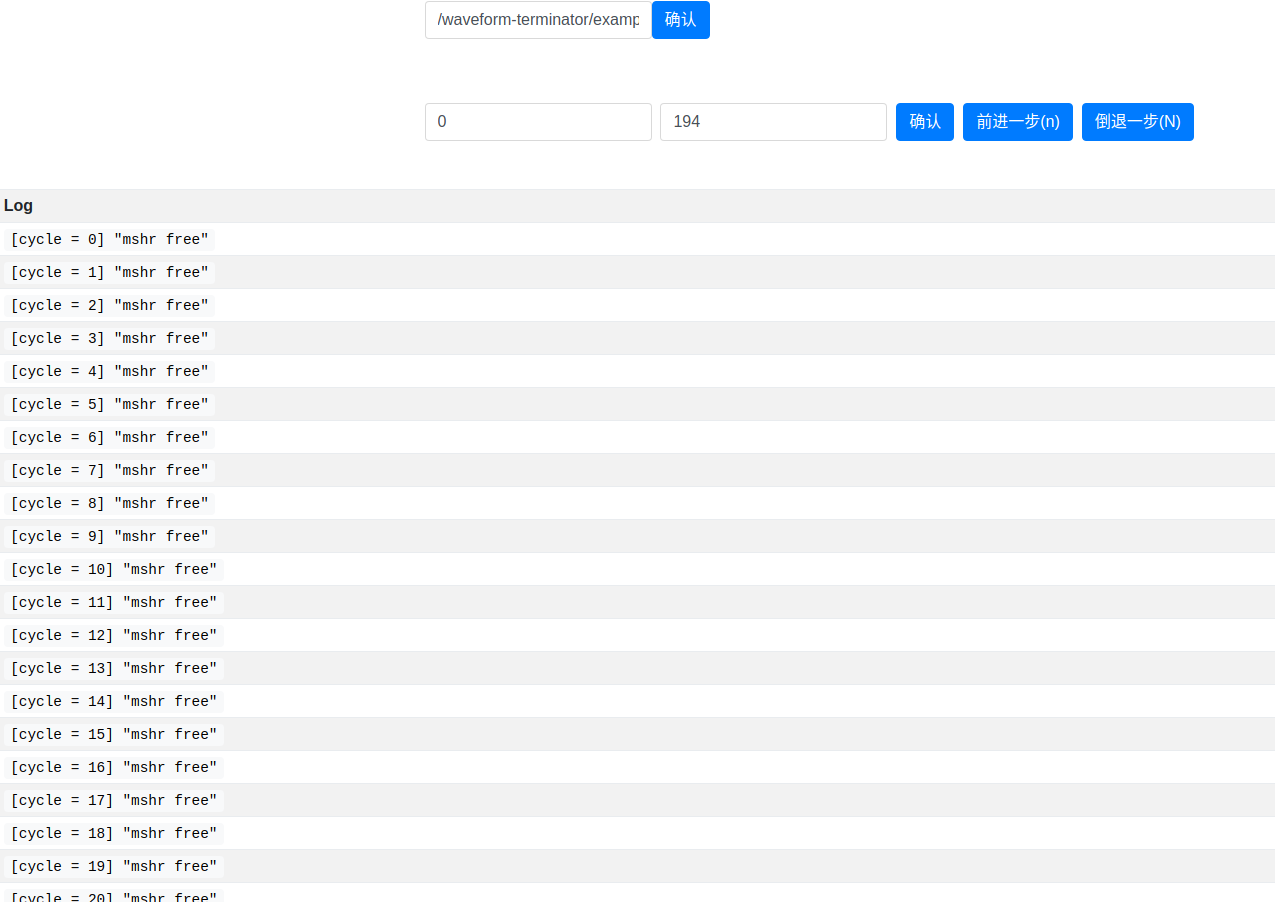 /waveform-terminator/examp 确认
0 194 确认 前进一步(n) 倒退一步(N)
Log
[cycle = 0] "mshr free"
[cycle = 1] "mshr free"
[cycle = 2] "mshr free"
[cycle = 3] "mshr free"
[cycle = 4] "mshr free"
[cycle = 5] "mshr free"
[cycle = 6] "mshr free"
[cycle = 7] "mshr free"
[cycle = 8] "mshr free"
[cycle = 9] "mshr free"
[cycle = 10] "mshr free"
[cycle = 11] "mshr free"
[cycle = 12] "mshr free"
[cycle = 13] "mshr free"
[cycle = 14] "mshr free"
[cycle = 15] "mshr free"
[cycle = 16] "mshr free"
[cycle = 17] "mshr free"
[cycle = 18] "mshr free"
[cycle = 19] "mshr free"
[cycle = 20] "mshr free"